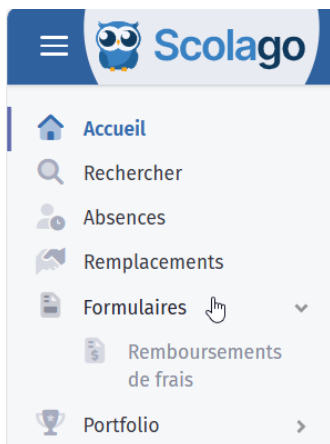 Scolago
Accueil
Rechercher
Absences
Remplacements
Formulaires
$ Remboursements
de frais
Portfolio